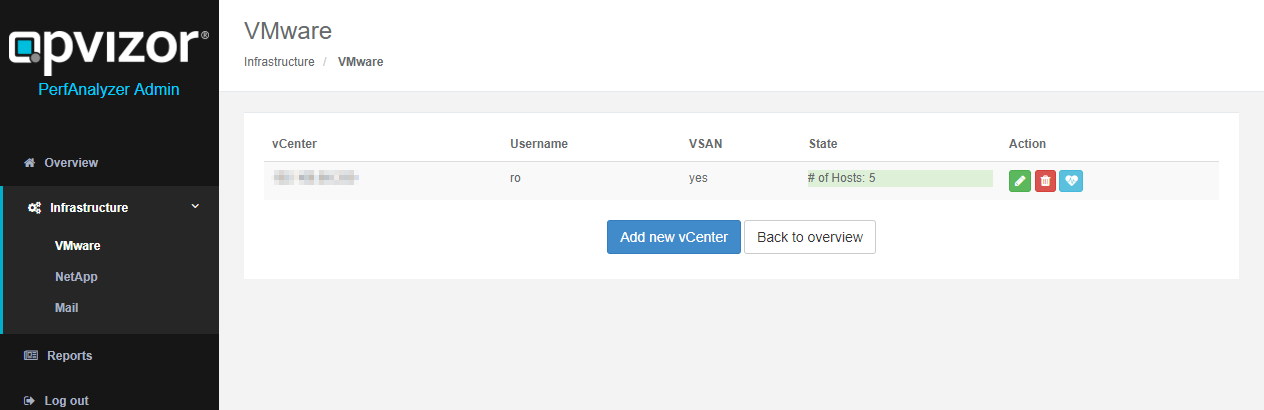 opvizor®
PerfAnalyzer Admin
Overview
Infrastructure
VMware
NetApp
Mail
Reports
Log out
VMware
Infrastructure / VMware
vCenter Username VSAN State Action
ro yes # of Hosts: 5
Add new vCenter Back to overview